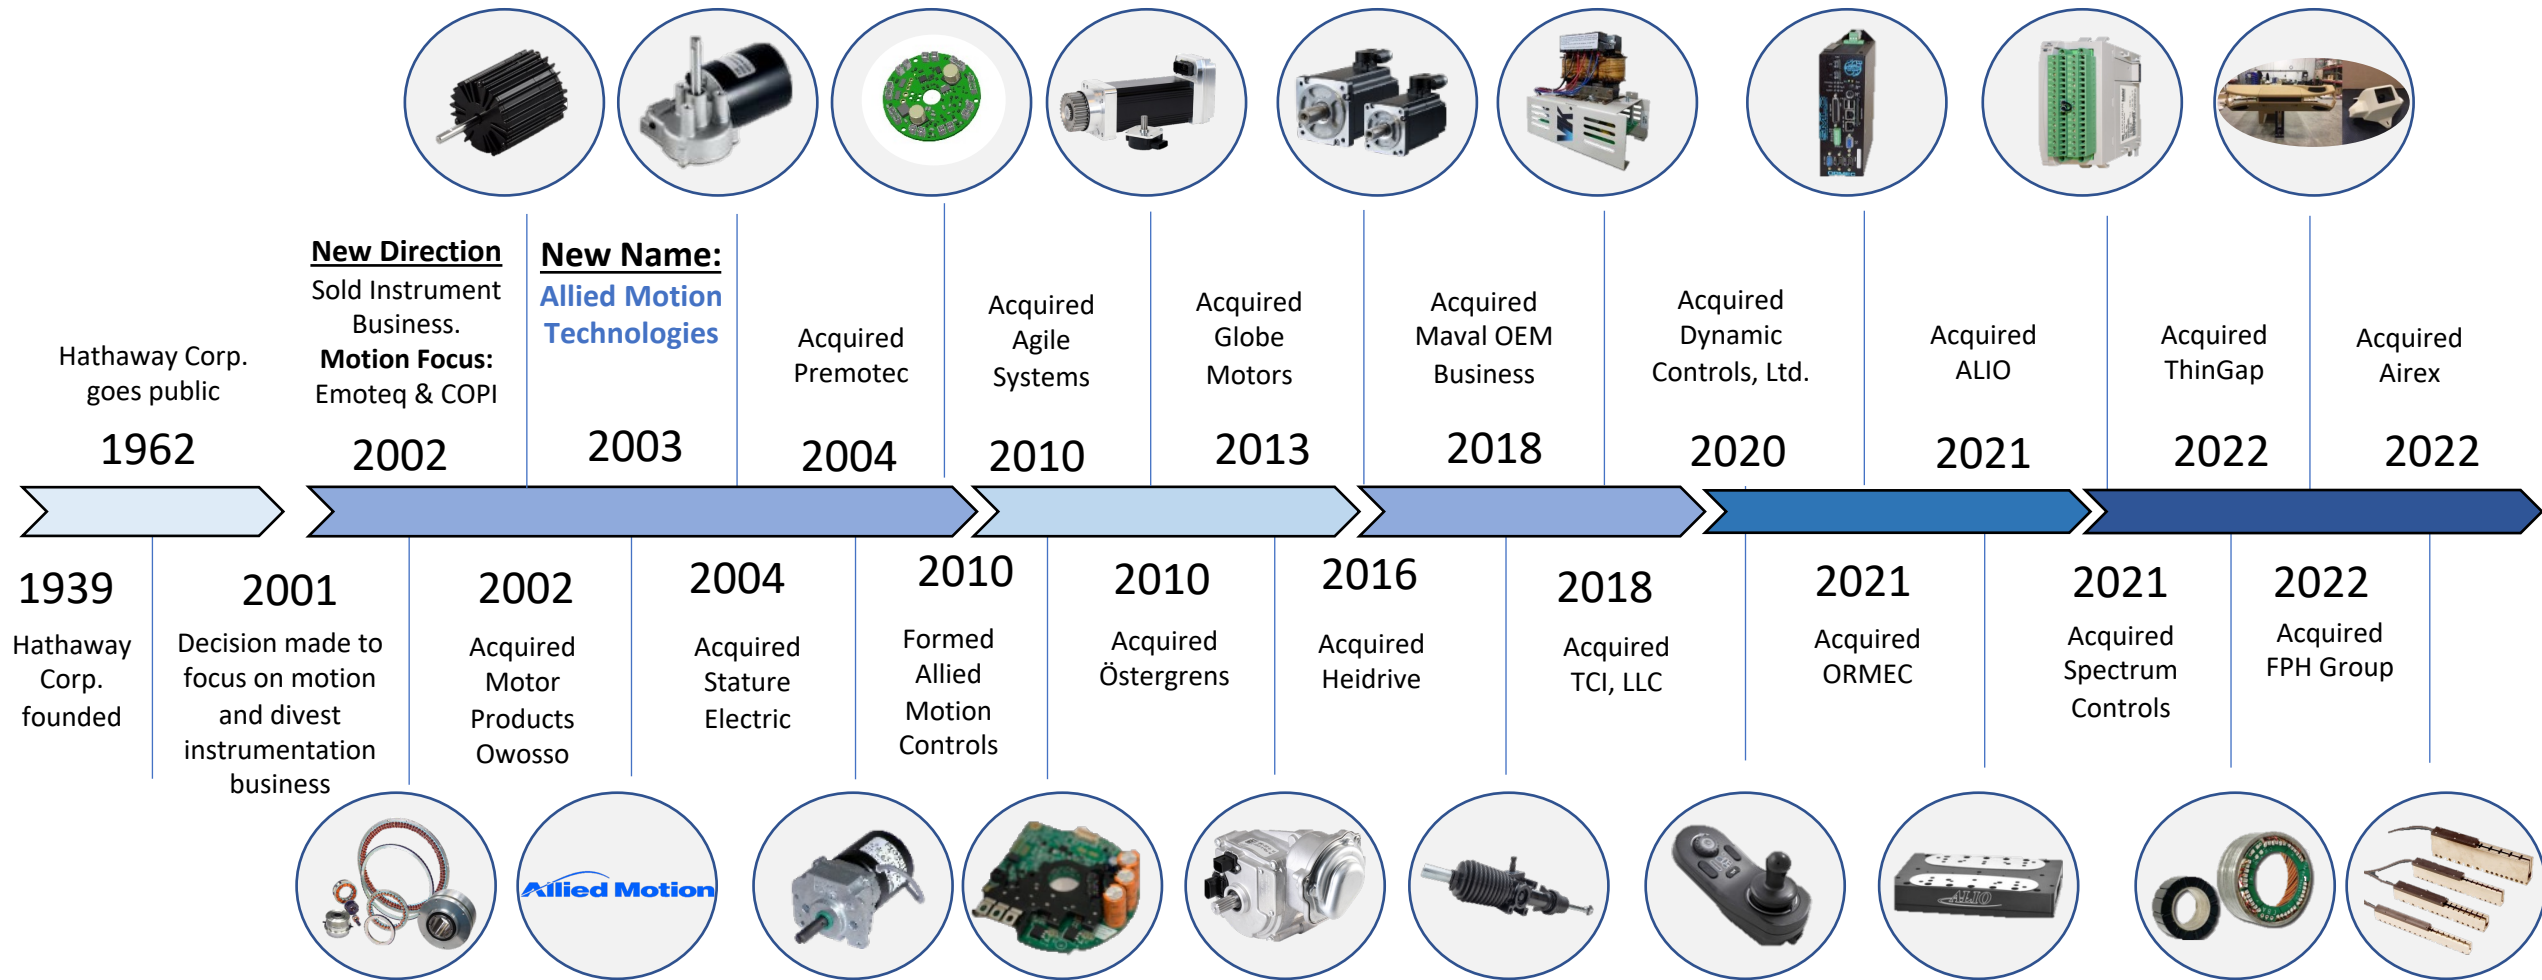 New Direction
Sold Instrument
Business.
Motion Focus:
Emoteq & COPI
New Name:
Allied Motion
Technologies
Hathaway Corp.
goes public
Acquired
Premotec
Acquired
Agile
Systems
Acquired
Globe
Motors
Acquired
Maval OEM
Business
Acquired
Dynamic
Controls, Ltd.
Acquired
ALIO
Acquired
ThinGap
Acquired
Airex
1962
2002
2003
2004
2010
2013
2018
2020
2021
2022
2022
1939
2001
2002
2004
2010
2010
2016
2018
2021
2021
2022
Hathaway
Corp.
founded
Decision made to
focus on motion
and divest
instrumentation
business
Acquired
Motor
Products
Owosso
Acquired
Stature
Electric
Formed
Allied
Motion
Controls
Acquired
Östergrens
Acquired
Heidrive
Acquired
TCI, LLC
Acquired
ORMEC
Acquired
Spectrum
Controls
Acquired
FPH Group
Allied Motion
ALIO